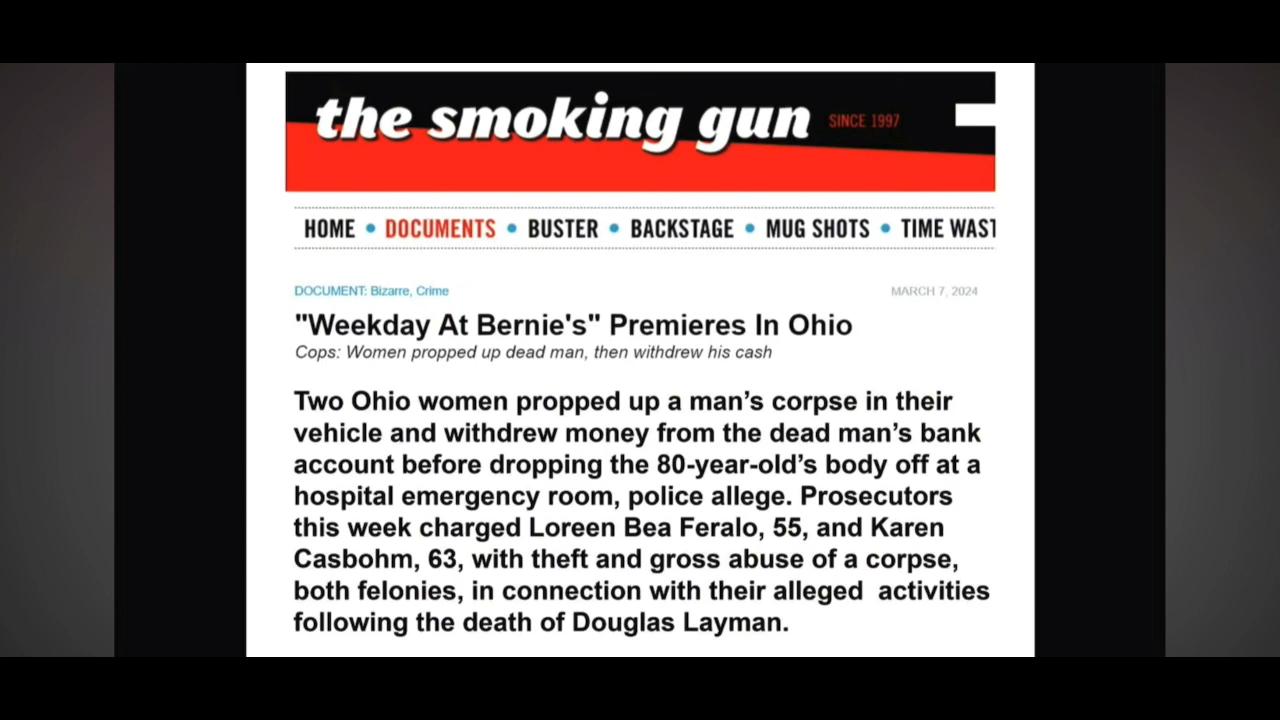 the smoking gun SINCE 1997
HOME • DOCUMENTS • BUSTER • BACKSTAGE • MUG SHOTS • TIME WAST
DOCUMENT: Bizarre, Crime MARCH 7, 2024
"Weekday At Bernie's" Premieres In Ohio
Cops: Women propped up dead man, then withdrew his cash
Two Ohio women propped up a man’s corpse in their
vehicle and withdrew money from the dead man’s bank
account before dropping the 80-year-old’s body off at a
hospital emergency room, police allege. Prosecutors
this week charged Loreen Bea Feralo, 55, and Karen
Casbohm, 63, with theft and gross abuse of a corpse,
both felonies, in connection with their alleged  activities
following the death of Douglas Layman.